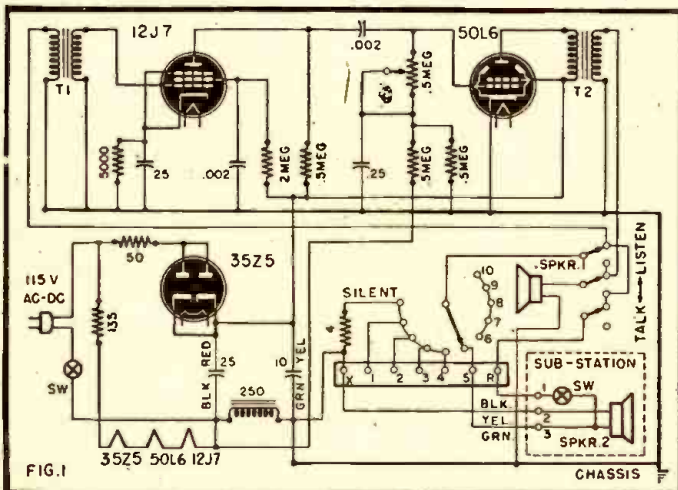 12J7
.002
50L6
T1
.5MEG
T2
5000
.25
.002
2MEG
.5MEG
.25
.5MEG
.5MEG
50
35Z5
115 V
AC-DC
135
SW
RED
25
BLK
YEL
10
GRN
250
35Z5 50L6 12J7
FIG.1
SILENT
4
10
9
8
7
6
X 1 2 3 4 5 R
SPKR.1
TALK LISTEN
SUB-STATION
1 SW
BLK
2
YEL
3
GRN
SPKR.2
CHASSIS